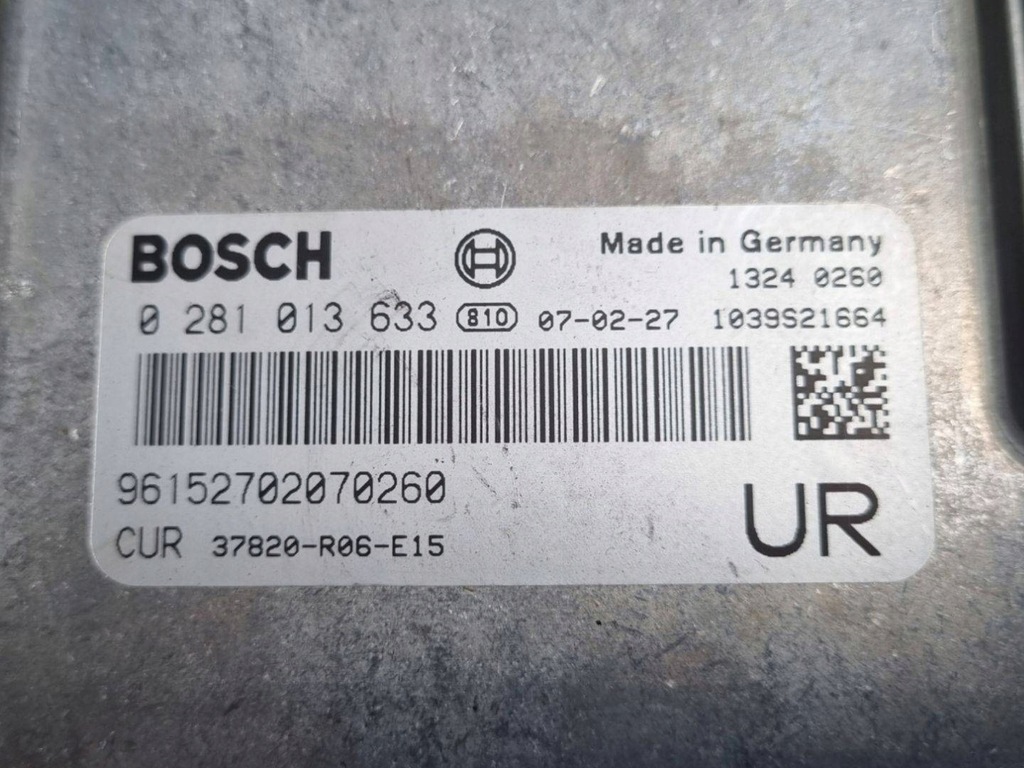 BOSCH Made in Germany
1324 0260
0 281 013 633 810 07-02-27 1039S21664
96152702070260
CUR 37820-R06-E15
UR